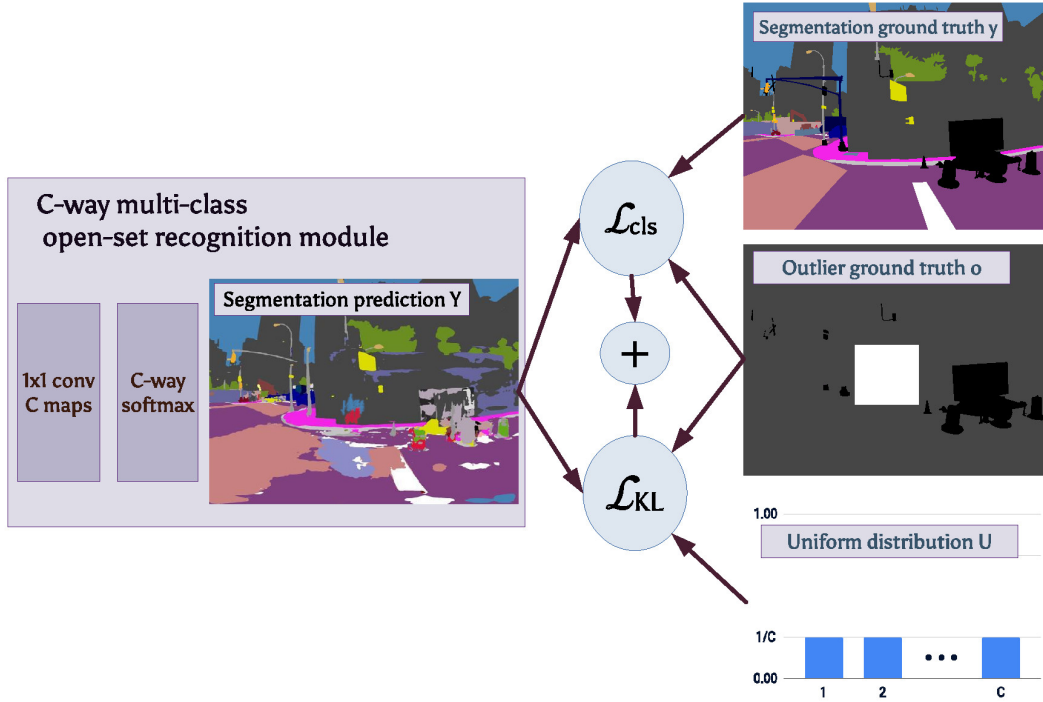 Segmentation ground truth y
C-way multi-class
open-set recognition module
Segmentation prediction Y
1x1 conv
C maps
C-way
softmax
ℒcls
+
ℒKL
Outlier ground truth o
1.00
Uniform distribution U
1/C
0.00
1
2
•••
C